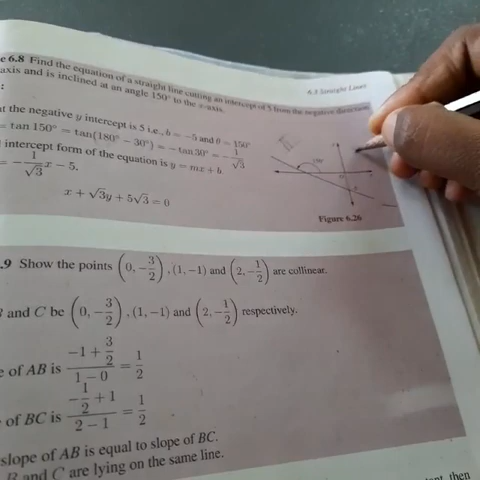 6.3 Straight Lines
e 6.8 Find the equation of a straight line cutting an intercept of 5 from the negative direction
axis and is inclined at an angle 150° to the x-axis.
:
at the negative y intercept is 5 i.e., b = −5 and θ = 150°
= tan 150° = tan(180° − 30°) = − tan 30° = −1/√3
intercept form of the equation is y = mx + b.
= −1/√3 x − 5.
x + √3y + 5√3 = 0
150°
Figure 6.26
.9 Show the points (0, −3/2), (1, −1) and (2, −1/2) are collinear.
and C be (0, −3/2), (1, −1) and (2, −1/2) respectively.
e of AB is (−1 + 3/2)/(1 − 0) = 1/2
of BC is (−1/2 + 1)/(2 − 1) = 1/2
slope of AB is equal to slope of BC.
B and C are lying on the same line.
then